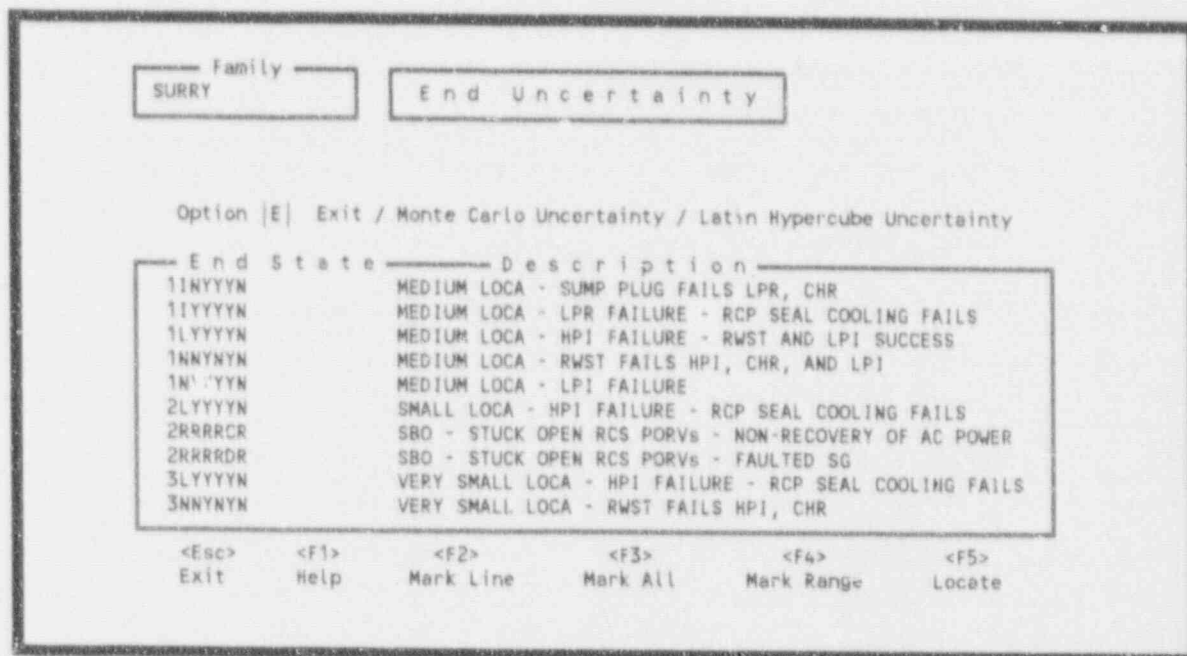 Family
SURRY
End Uncertainty
Option |E| Exit / Monte Carlo Uncertainty / Latin Hypercube Uncertainty
End State Description
1INYYYN MEDIUM LOCA - SUMP PLUG FAILS LPR, CHR
1IYYYYN MEDIUM LOCA - LPR FAILURE - RCP SEAL COOLING FAILS
1LYYYYN MEDIUM LOCA - HPI FAILURE - RWST AND LPI SUCCESS
1NNYNYN MEDIUM LOCA - RWST FAILS HPI, CHR, AND LPI
MEDIUM LOCA - LPI FAILURE
2LYYYYN SMALL LOCA - HPI FAILURE - RCP SEAL COOLING FAILS
2RRRRCR SBO - STUCK OPEN RCS PORVs - NON-RECOVERY OF AC POWER
2RRRRDR SBO - STUCK OPEN RCS PORVs - FAULTED SG
3LYYYYN VERY SMALL LOCA - HPI FAILURE - RCP SEAL COOLING FAILS
3NNYNYN VERY SMALL LOCA - RWST FAILS HPI, CHR
<Esc> <F1> <F2> <F3> <F4> <F5>
Exit Help Mark Line Mark All Mark Range Locate